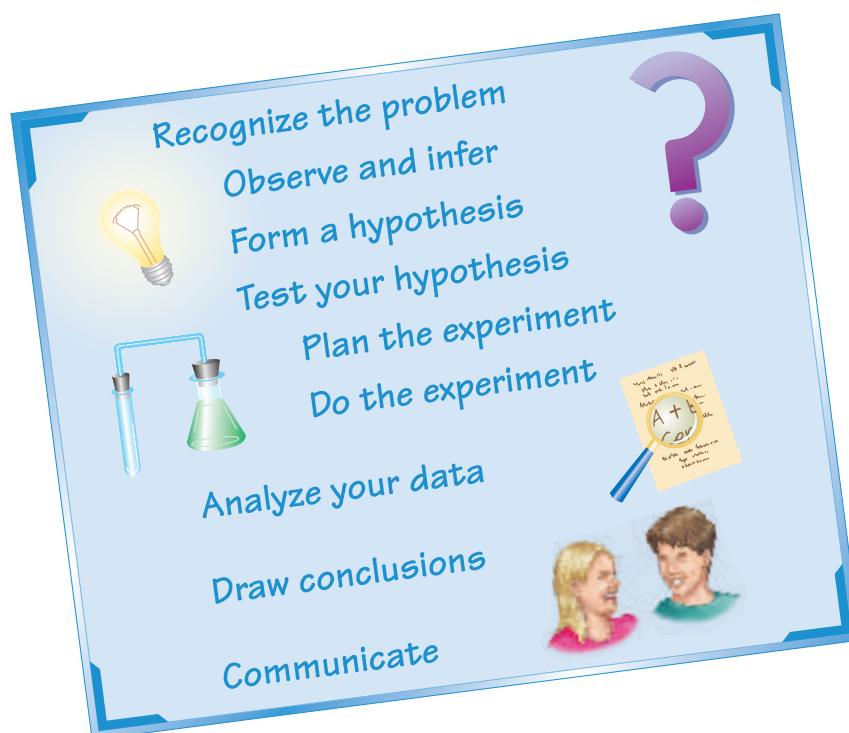 Recognize the problem
Observe and infer
Form a hypothesis
Test your hypothesis
Plan the experiment
Do the experiment
A + 
Analyze your data
Draw conclusions
Communicate